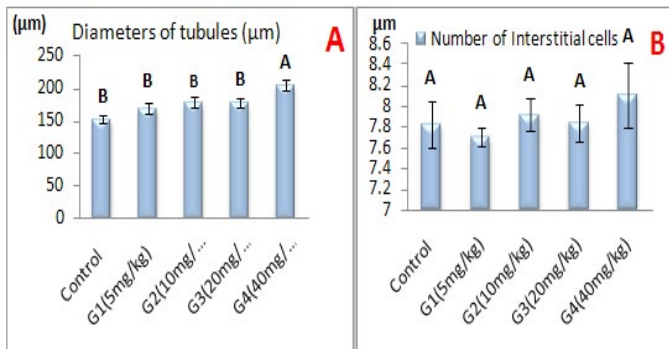 (µm)
Diameters of tubules (µm)
A
250
200
150
100
50
0
B
B
B
B
A
Control
G1(5mg/kg)
G2(10mg/...
G3(20mg/...
G4(40mg/...
µm
Number of Interstitial cells
B
8.6
8.4
8.2
8
7.8
7.6
7.4
7.2
7
A
A
A
A
A
Control
G1(5mg/kg)
G2(10mg/kg)
G3(20mg/kg)
G4(40mg/kg)